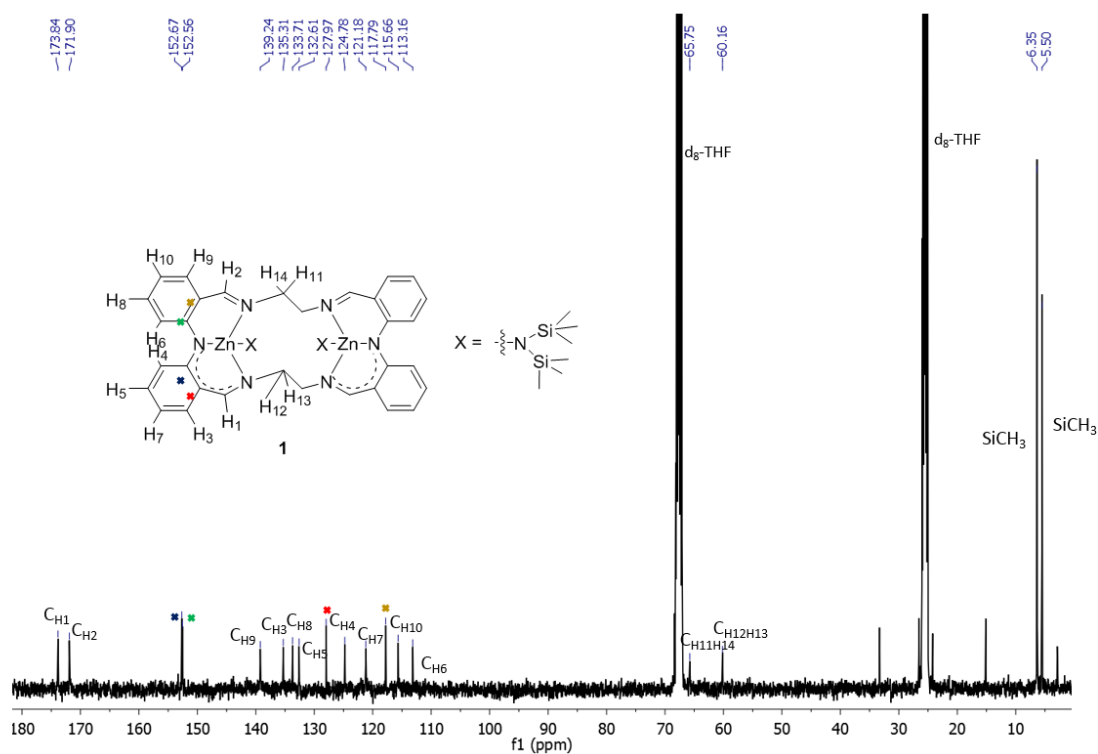 173.84
171.90
152.67
152.56
139.24
135.31
133.71
132.61
127.97
124.78
121.18
117.79
115.66
113.16
65.75
60.16
6.35
5.50
d8-THF
d8-THF
H10
H9
H2
H14 H11
H8
H6
N
N
N Zn X
X Zn N
H4
N
N
H5
H7
H3
H1
H12
H13
1
X =
N
Si
Si
SiCH3
SiCH3
CH1
CH2
CH9
CH3
CH8
CH5
CH4
CH7
CH10
CH6
CH11H14
CH12H13
180 170 160 150 140 130 120 110 100 90 80 70 60 50 40 30 20 10
f1 (ppm)